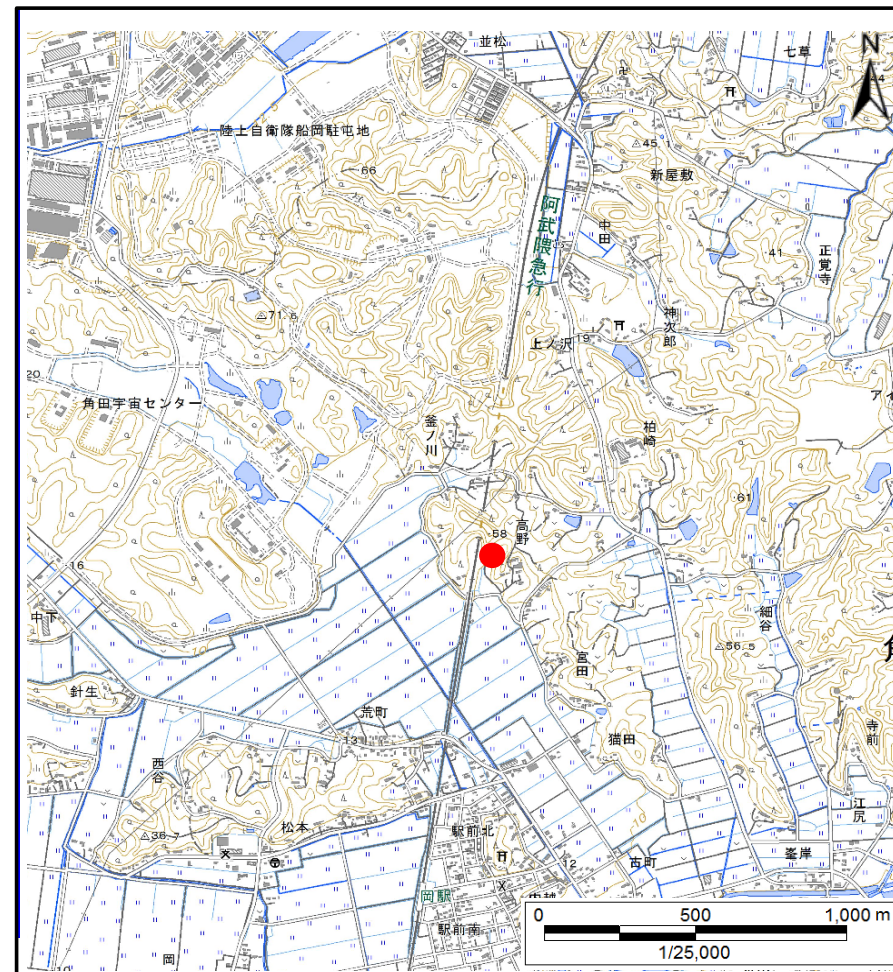 並松
七草
N
44
陸上自衛隊船岡駐屯地
45.1
66
新屋敷
阿武隈急行
中田
41
正覚寺
71.6
神次郎
上ノ沢
19
20
角田宇宙センター
釜ノ川
柏崎
アイ
61
高野
58
16
中下
細谷
10
56.5
宮田
針生
荒町
13
猫田
寺前
西谷
松本
江尻
36.7
駅前北
峯岸
古町
12
岡駅
駅前南
岡
0 500 1,000 m
1/25,000